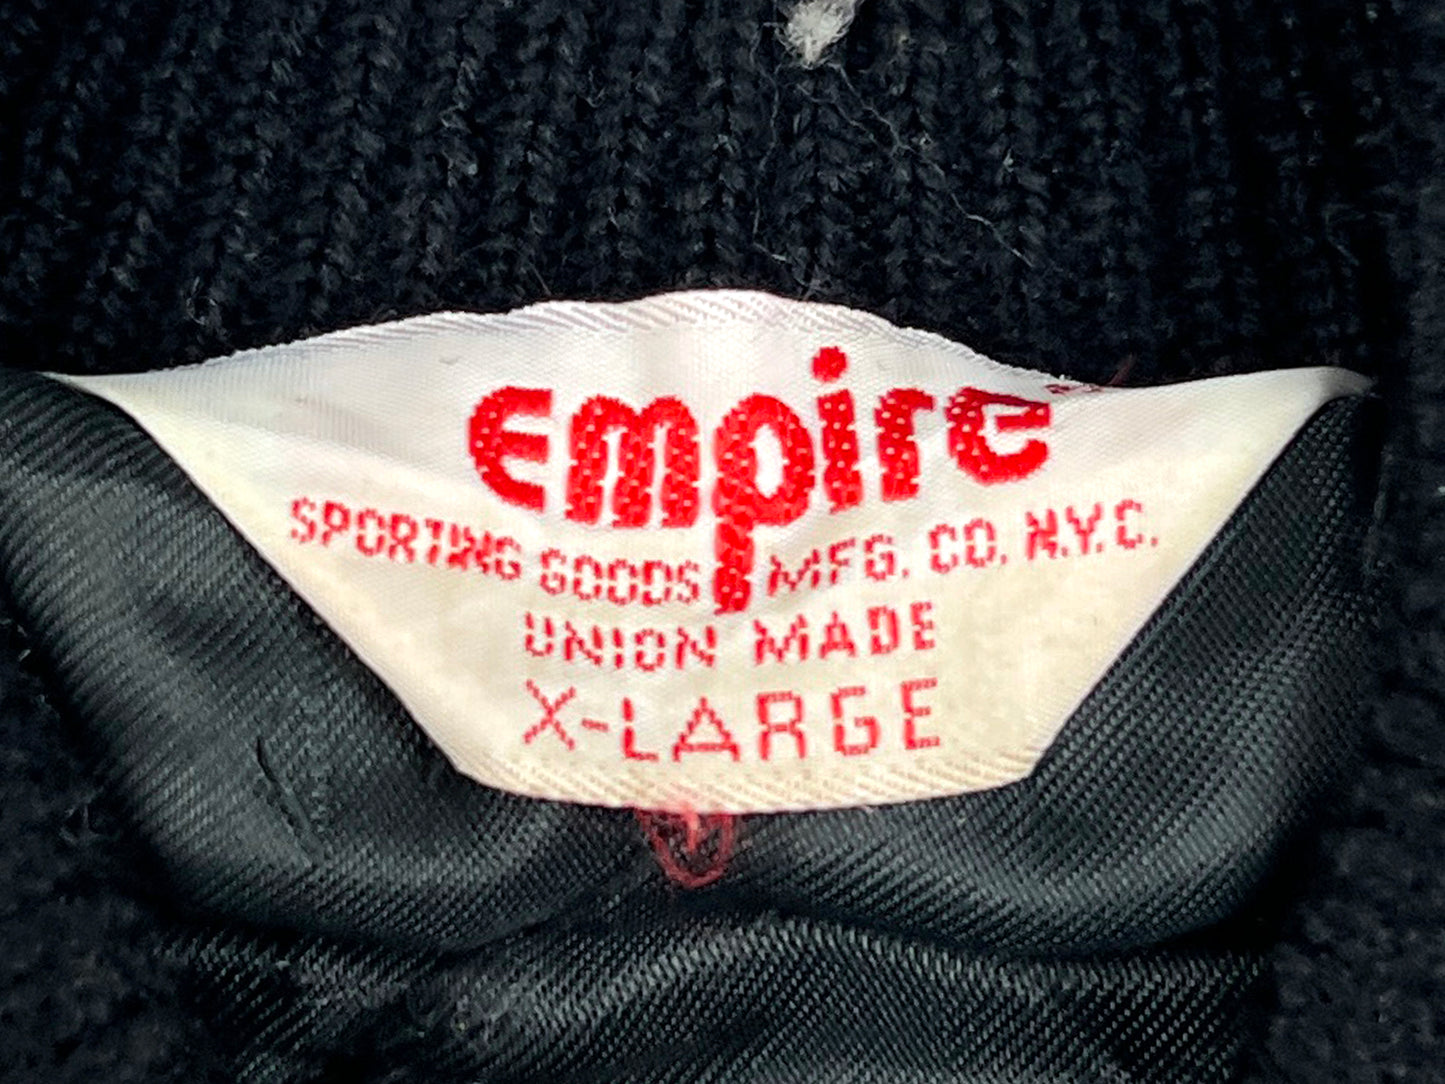 empire
SPORTING GOODS MFG. CO. N.Y.C.
UNION MADE
X-LARGE